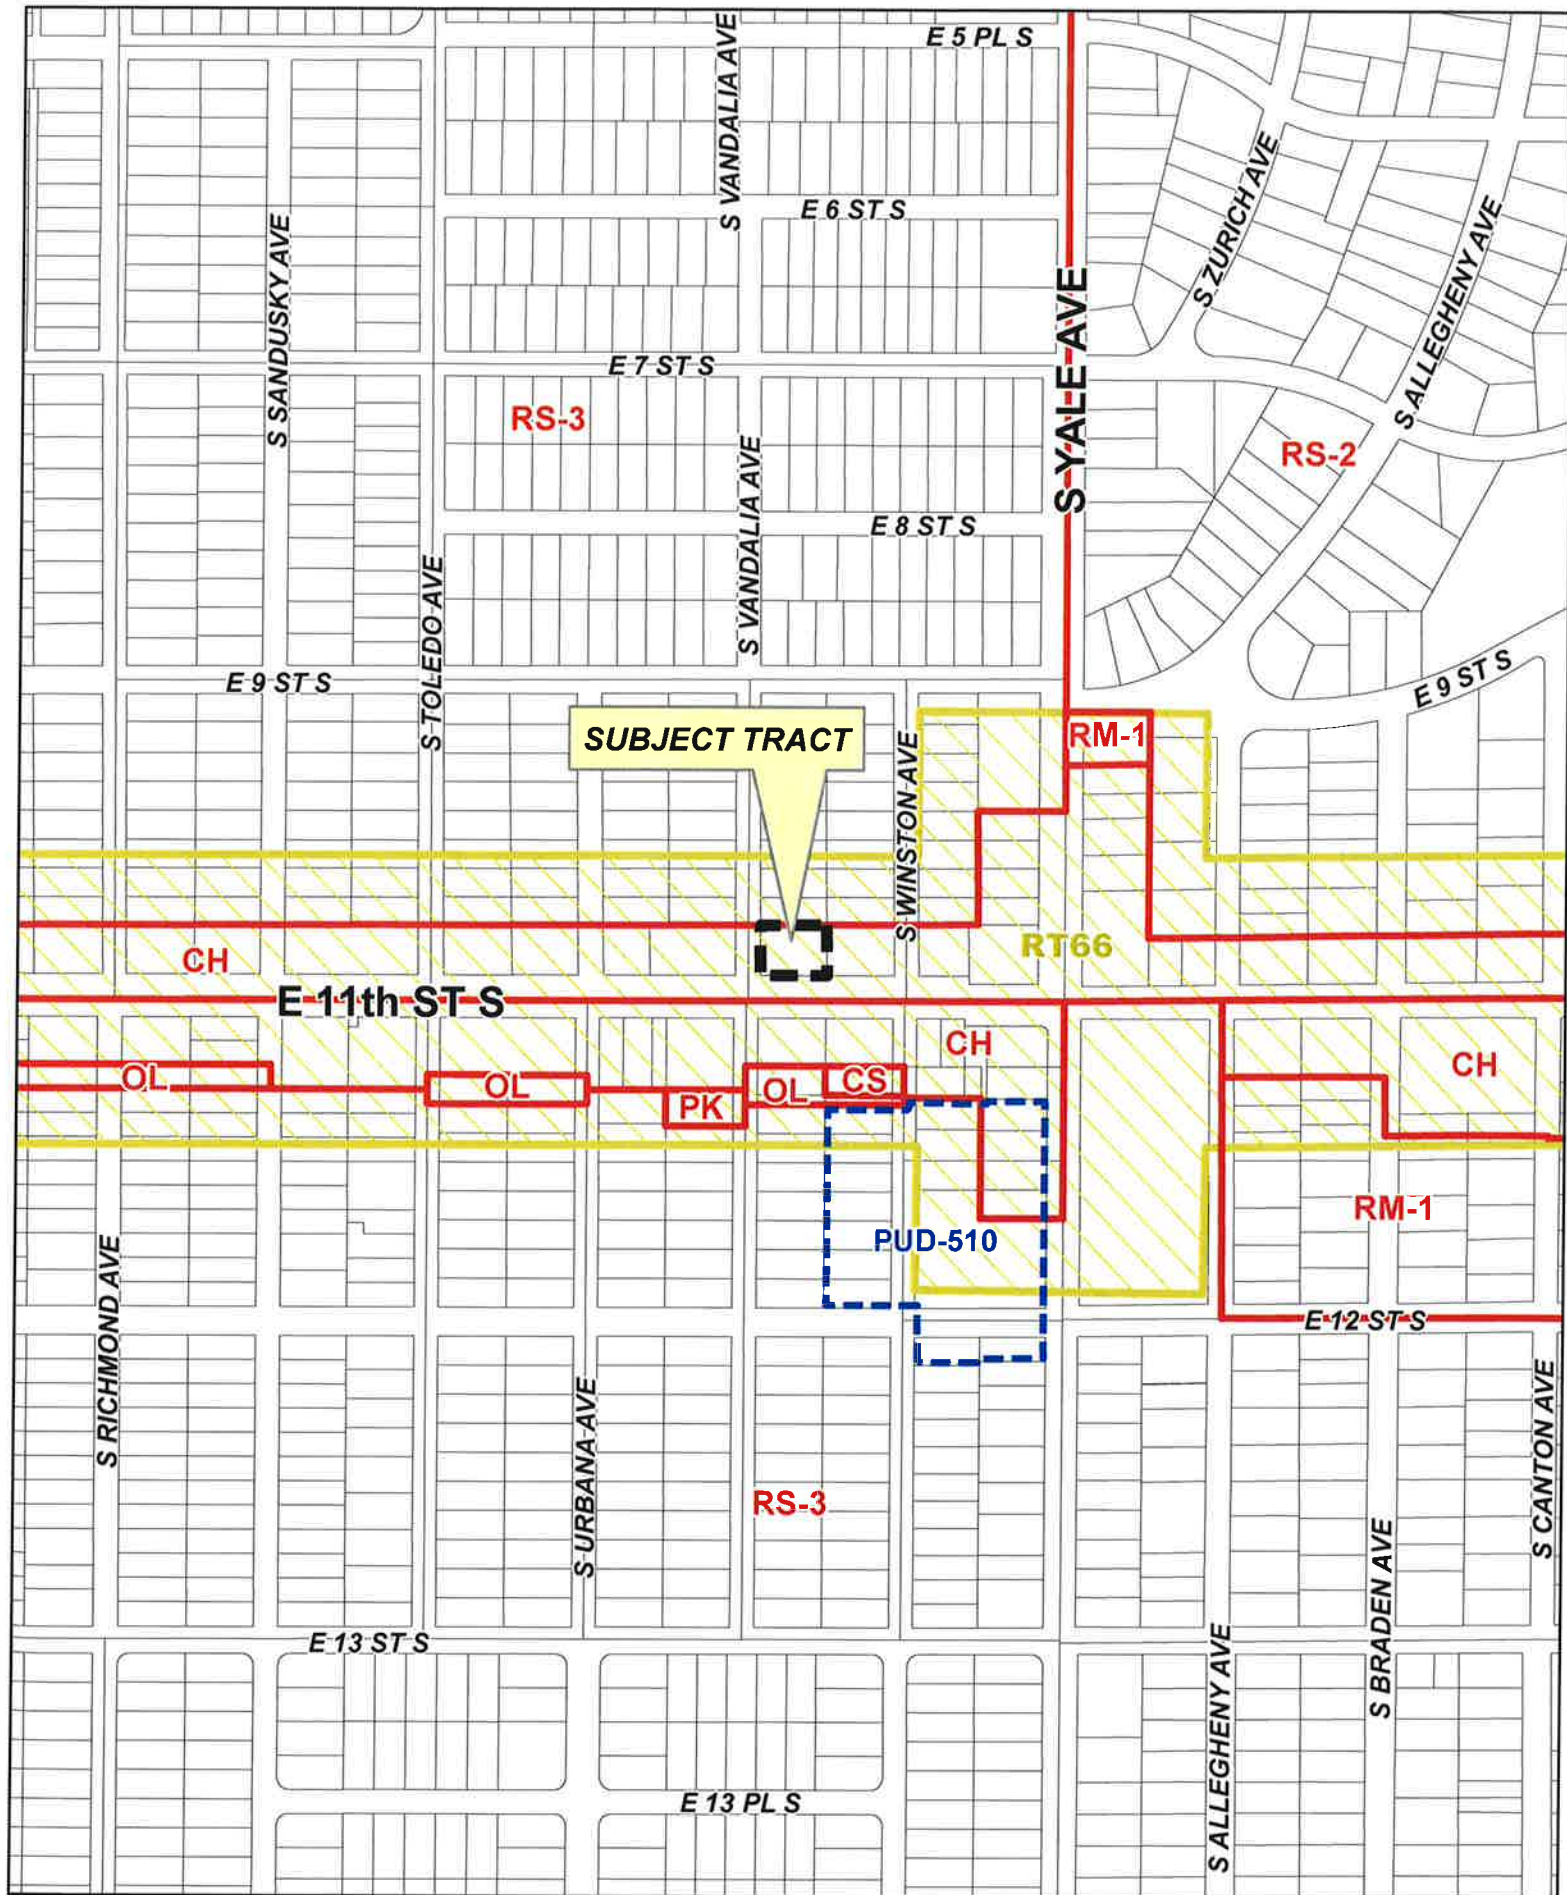 E 5 PL S
S VANDALIA AVE
E 6 ST S
S ZURICH AVE
S ALLEGHENY AVE
S SANDUSKY AVE
S YALE AVE
E 7 ST S
RS-3
RS-2
S VANDALIA AVE
E 8 ST S
S TOLEDO AVE
E 9 ST S
E 9 ST S
SUBJECT TRACT
S WINSTON AVE
RM-1
RT66
CH
E 11th ST S
CH
CH
OL
OL
OL
CS
PK
RM-1
PUD-510
S RICHMOND AVE
E 12 ST S
S URBANA AVE
S CANTON AVE
RS-3
S BRADEN AVE
E 13 ST S
S ALLEGHENY AVE
E 13 PL S